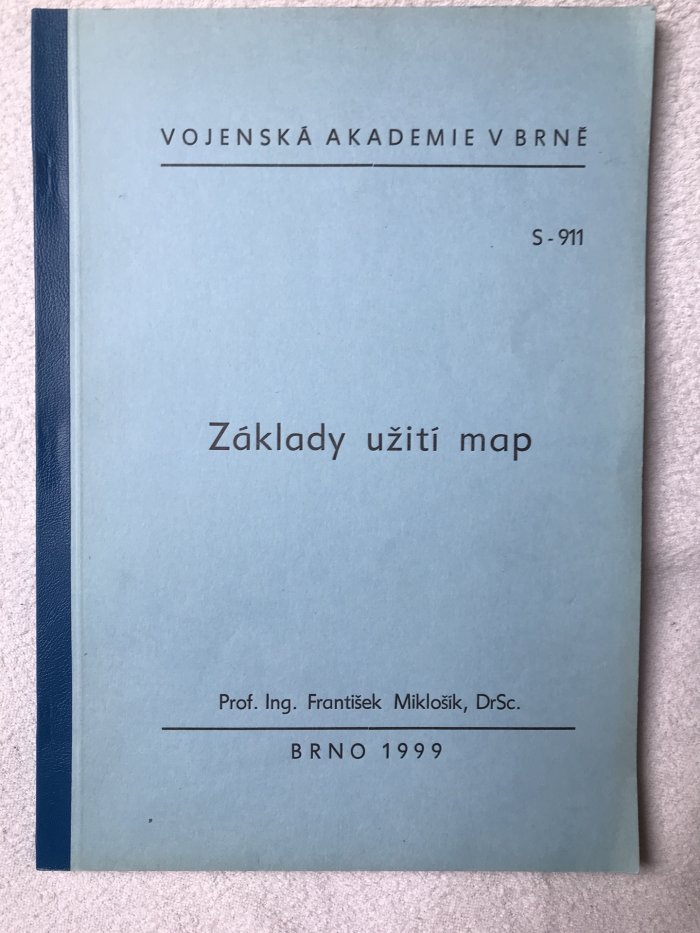 VOJENSKÁ AKADEMIE V BRNĚ
S - 911
Základy užití map
Prof. Ing. František Miklošík, DrSc.
BRNO 1999